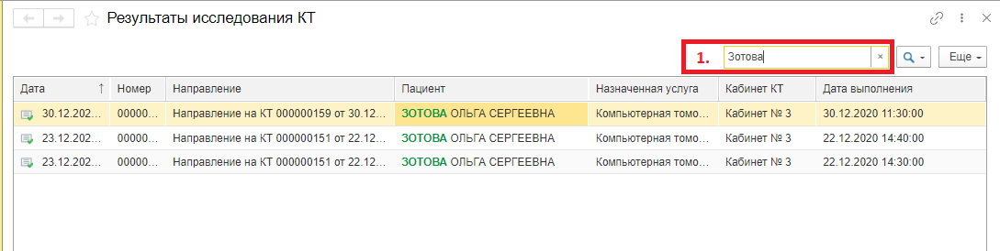 Результаты исследования КТ
1. Зотова ×
Еще
Дата ↑ Номер Направление Пациент Назначенная услуга Кабинет КТ Дата выполнения
30.12.202... 00000... Направление на КТ 000000159 от 30.12... ЗОТОВА ОЛЬГА СЕРГЕЕВНА Компьютерная томо... Кабинет № 3 30.12.2020 11:30:00
23.12.202... 00000... Направление на КТ 000000151 от 22.12... ЗОТОВА ОЛЬГА СЕРГЕЕВНА Компьютерная томо... Кабинет № 3 22.12.2020 14:40:00
23.12.202... 00000... Направление на КТ 000000151 от 22.12... ЗОТОВА ОЛЬГА СЕРГЕЕВНА Компьютерная томо... Кабинет № 3 22.12.2020 14:30:00